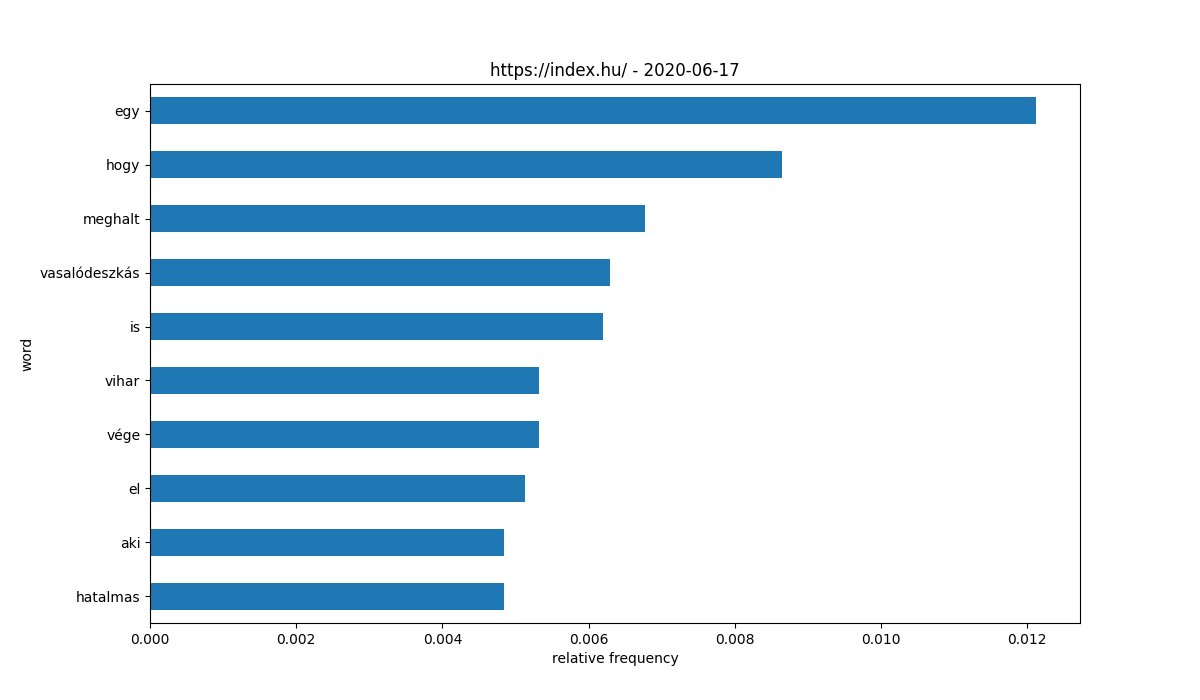 https://index.hu/ - 2020-06-17
egy
hogy
meghalt
vasalódeszkás
is
vihar
vége
el
aki
hatalmas
word
0.000 0.002 0.004 0.006 0.008 0.010 0.012
relative frequency